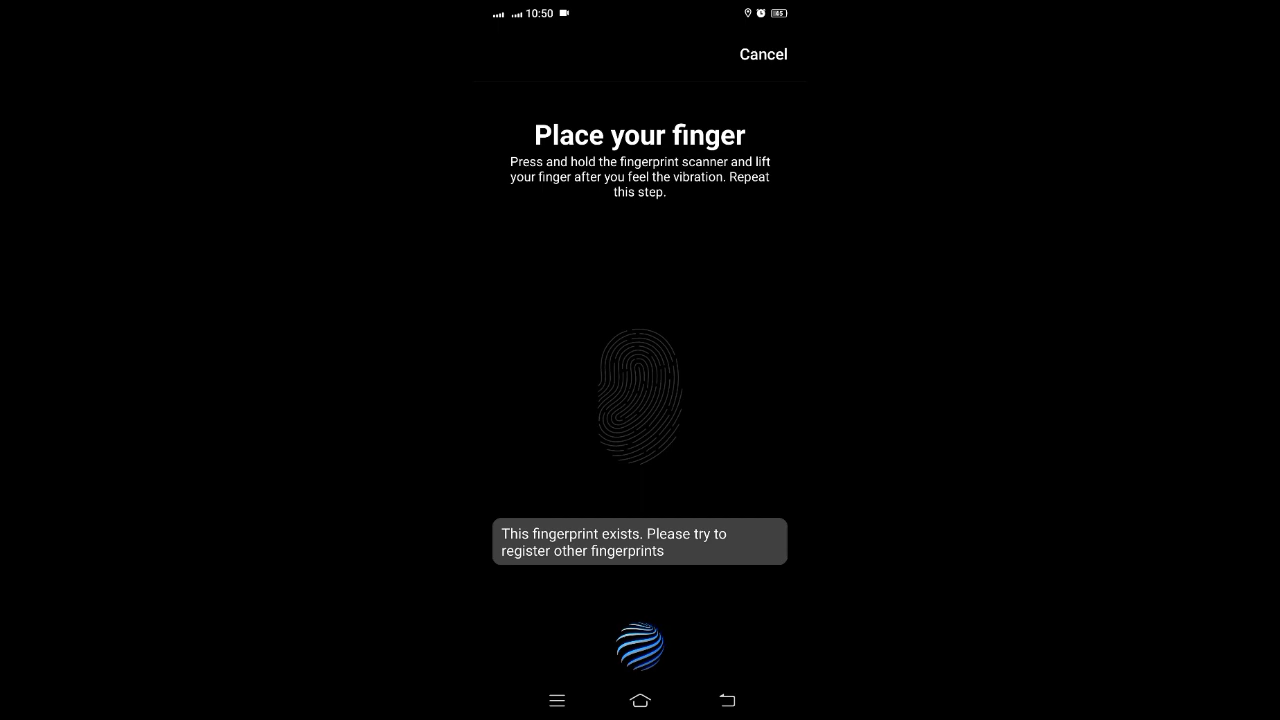 10:50
65
Cancel
Place your finger
Press and hold the fingerprint scanner and lift
your finger after you feel the vibration. Repeat
this step.
This fingerprint exists. Please try to
register other fingerprints